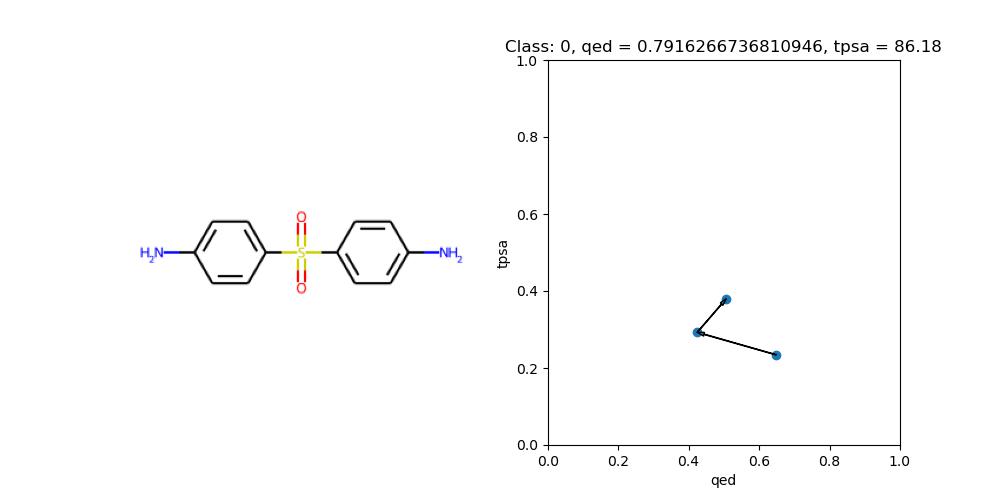 Class: 0, qed = 0.7916266736810946, tpsa = 86.18
H2N
O
S
O
NH2
1.0
0.8
0.6
0.4
0.2
0.0
tpsa
0.0 0.2 0.4 0.6 0.8 1.0
qed